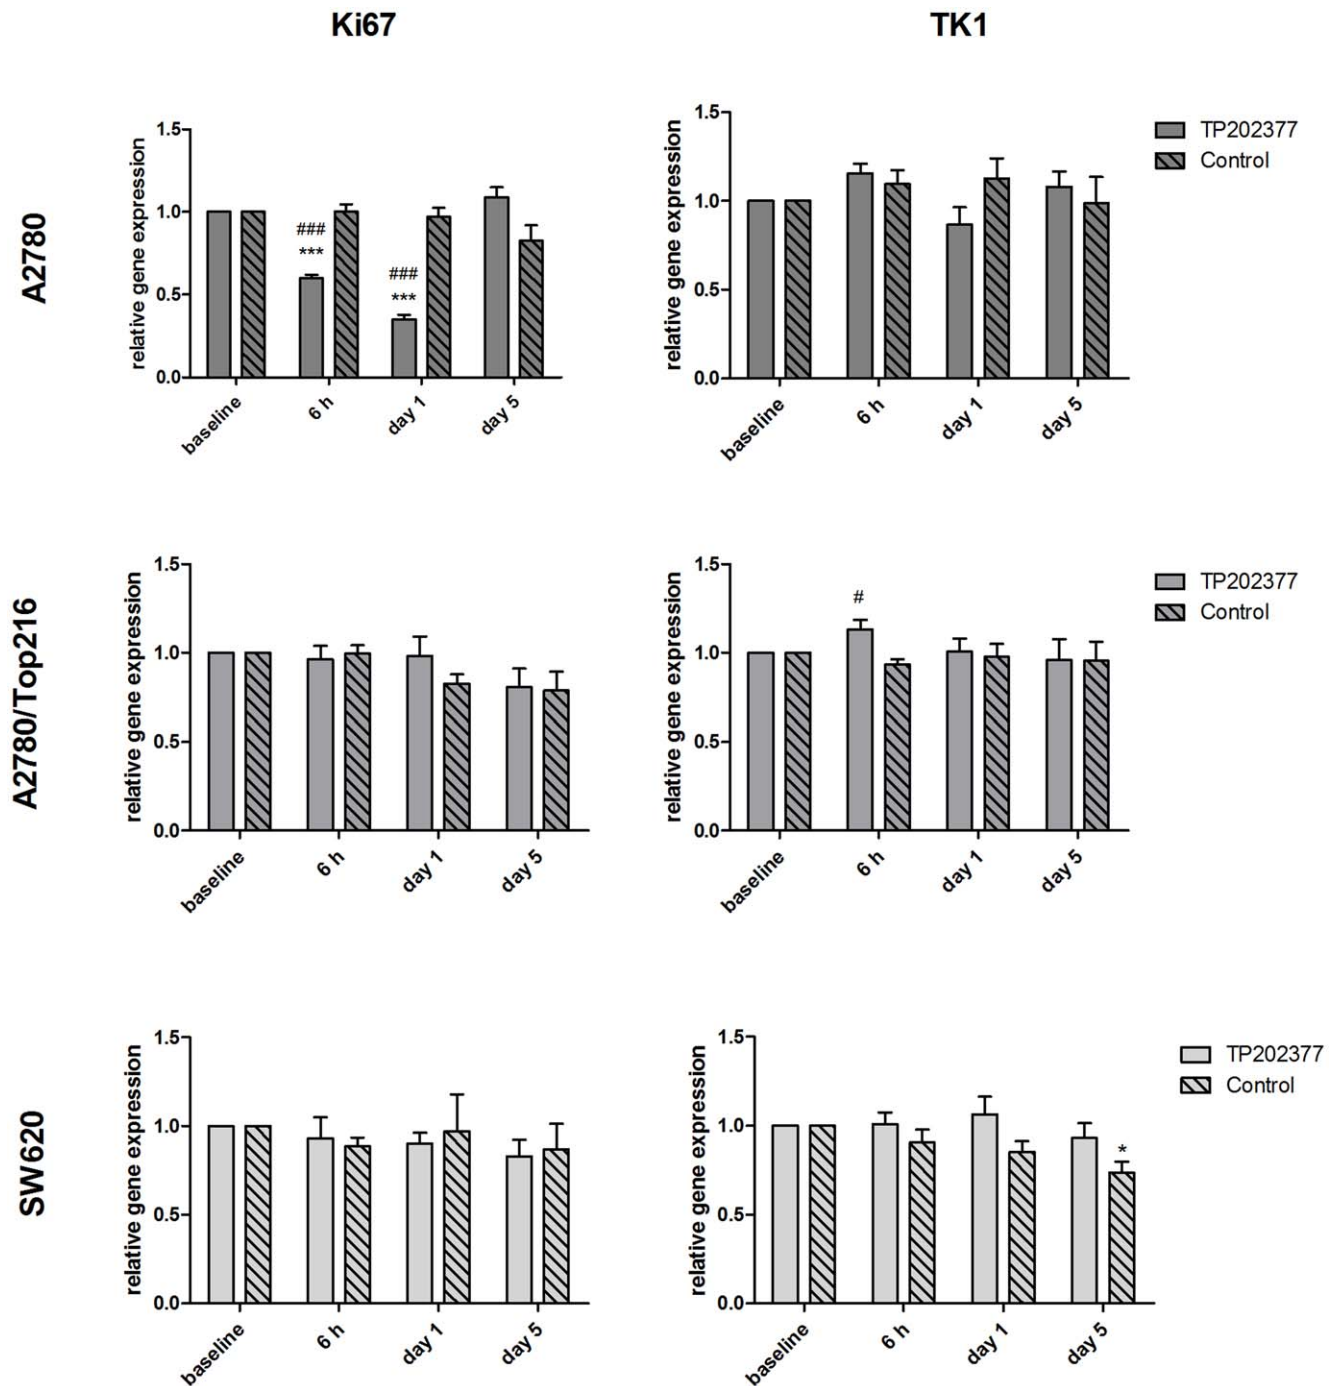 Ki67
TK1
A2780
relative gene expression
1.5
1.0
0.5
0.0
###
***
###
***
baseline
6 h
day 1
day 5
relative gene expression
1.5
1.0
0.5
0.0
baseline
6 h
day 1
day 5
TP202377
Control
A2780/Top216
relative gene expression
1.5
1.0
0.5
0.0
baseline
6 h
day 1
day 5
relative gene expression
1.5
1.0
0.5
0.0
#
baseline
6 h
day 1
day 5
TP202377
Control
SW620
relative gene expression
1.5
1.0
0.5
0.0
baseline
6 h
day 1
day 5
relative gene expression
1.5
1.0
0.5
0.0
*
baseline
6 h
day 1
day 5
TP202377
Control